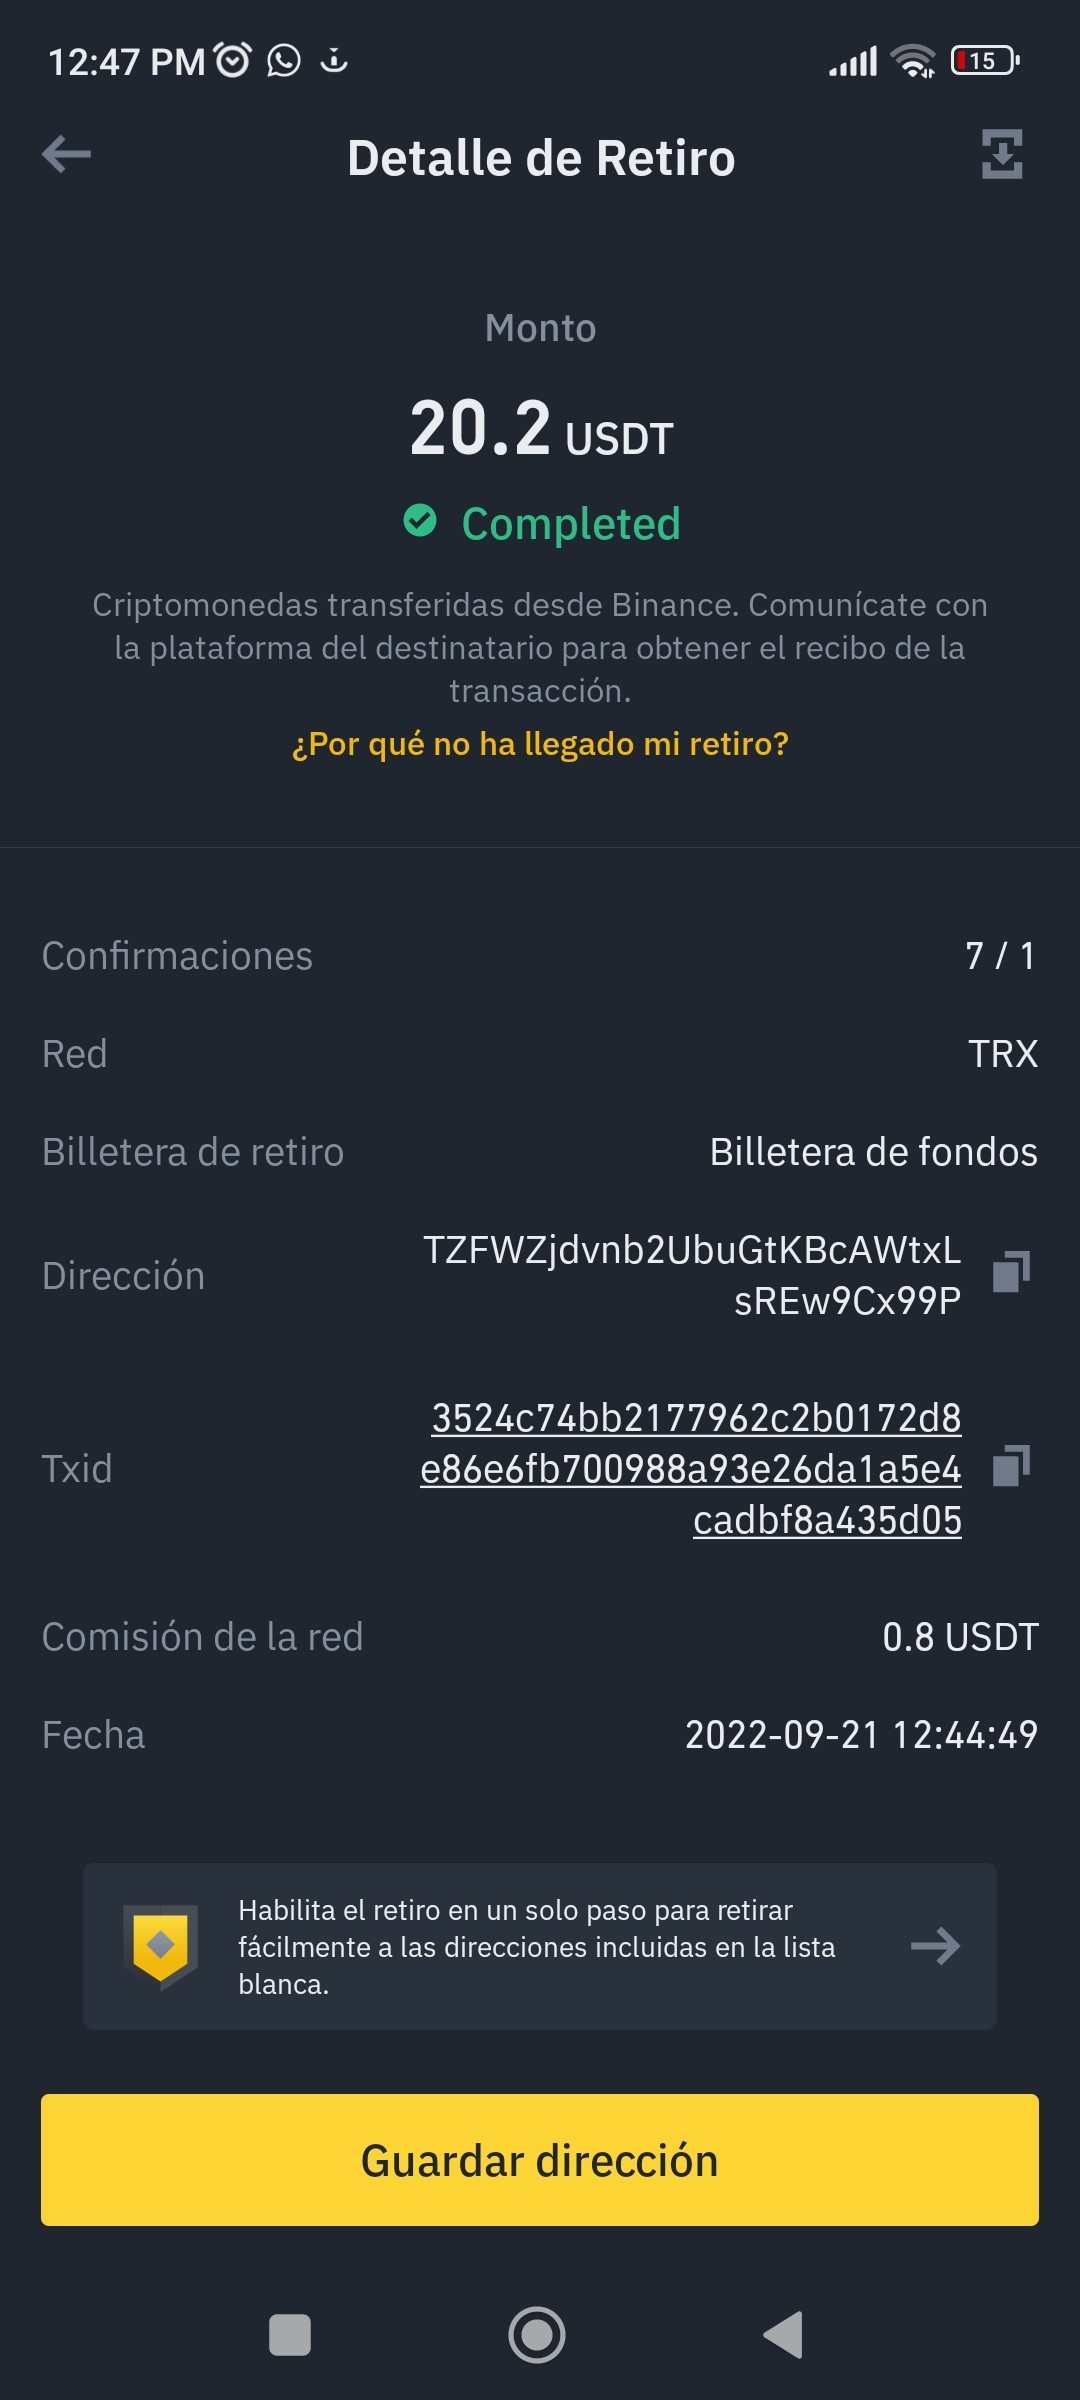 12:47 PM
15
Detalle de Retiro
Monto
20.2 USDT
Completed
Criptomonedas transferidas desde Binance. Comunícate con
la plataforma del destinatario para obtener el recibo de la
transacción.
¿Por qué no ha llegado mi retiro?
Confirmaciones 7 / 1
Red TRX
Billetera de retiro Billetera de fondos
Dirección TZFWZjdvnb2UbuGtKBcAWtxL
sREw9Cx99P
Txid 3524c74bb2177962c2b0172d8
e86e6fb700988a93e26da1a5e4
cadbf8a435d05
Comisión de la red 0.8 USDT
Fecha 2022-09-21 12:44:49
Habilita el retiro en un solo paso para retirar
fácilmente a las direcciones incluidas en la lista
blanca.
Guardar dirección